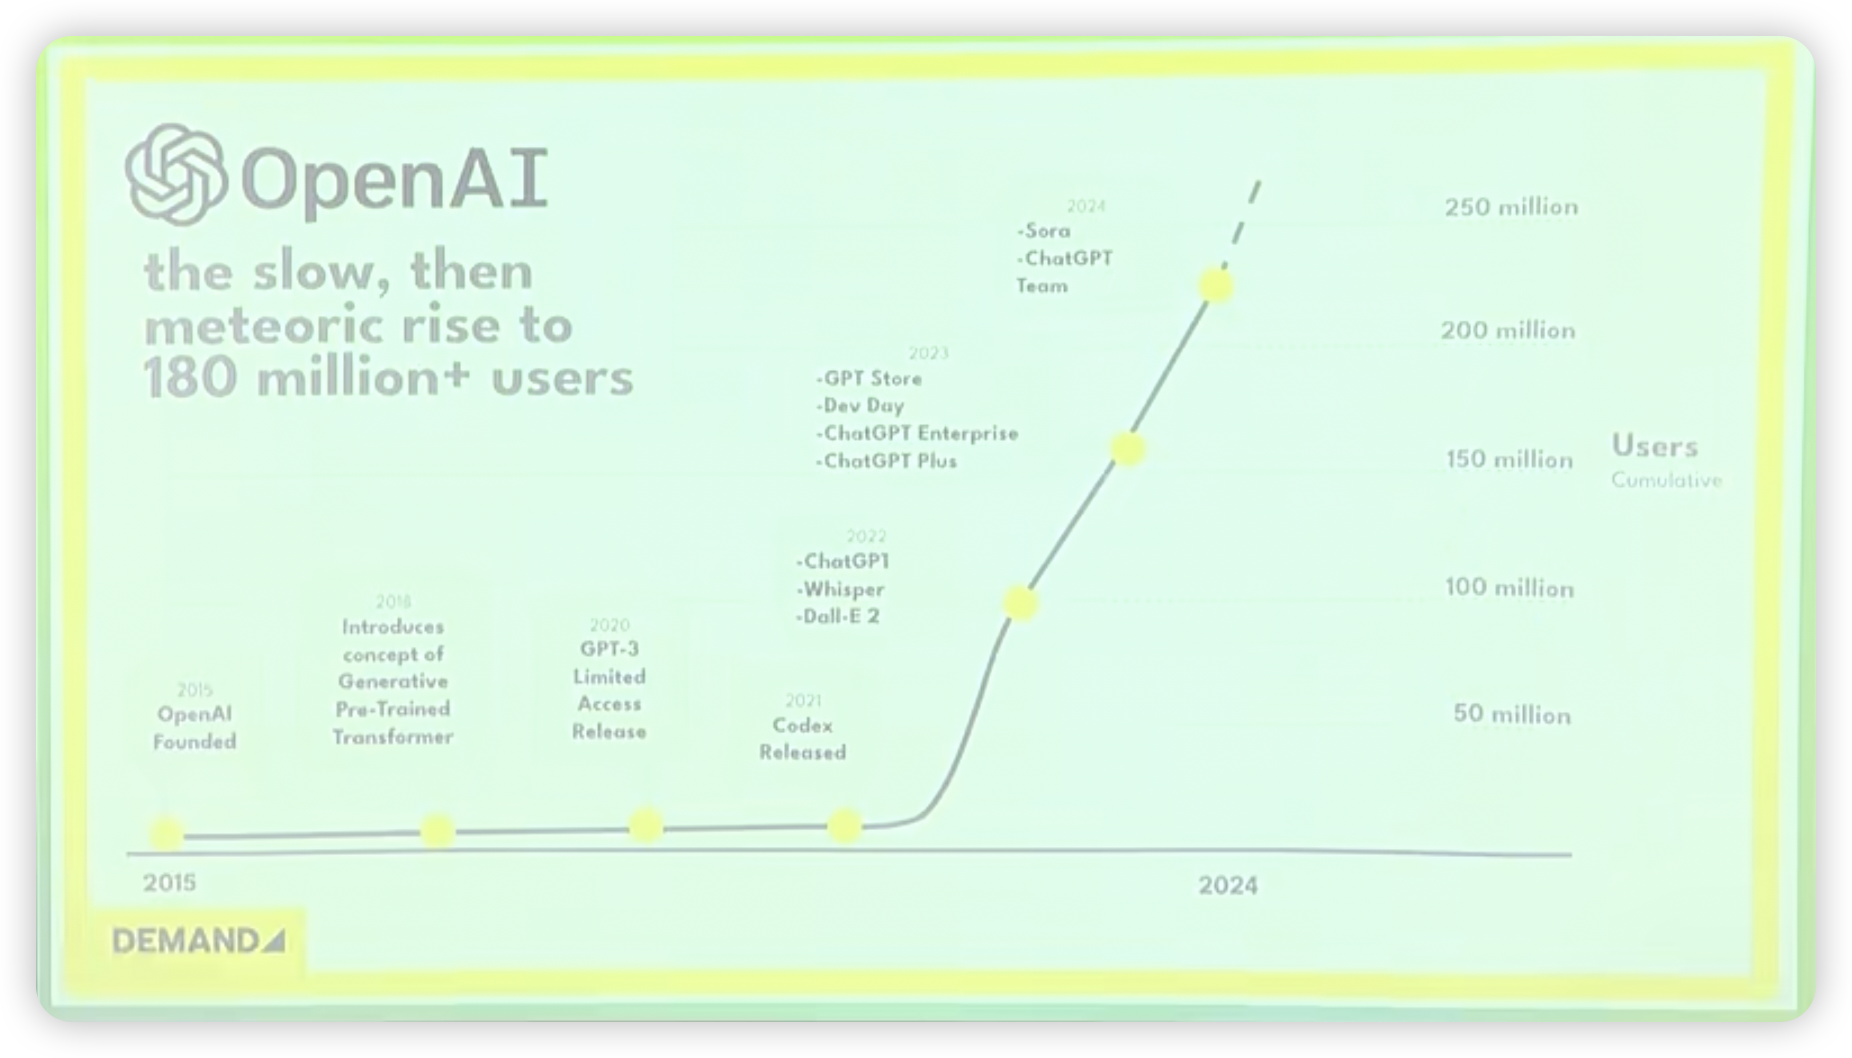 OpenAI
the slow, then
meteoric rise to
180 million+ users
2024
-Sora
-ChatGPT
Team
2023
-GPT Store
-Dev Day
-ChatGPT Enterprise
-ChatGPT Plus
2022
-ChatGPT
-Whisper
-Dall-E 2
2021
Codex
Released
2020
GPT-3
Limited
Access
Release
2018
Introduces
concept of
Generative
Pre-Trained
Transformer
2015
OpenAI
Founded
250 million
200 million
150 million
100 million
50 million
Users
Cumulative
2015
2024
DEMAND